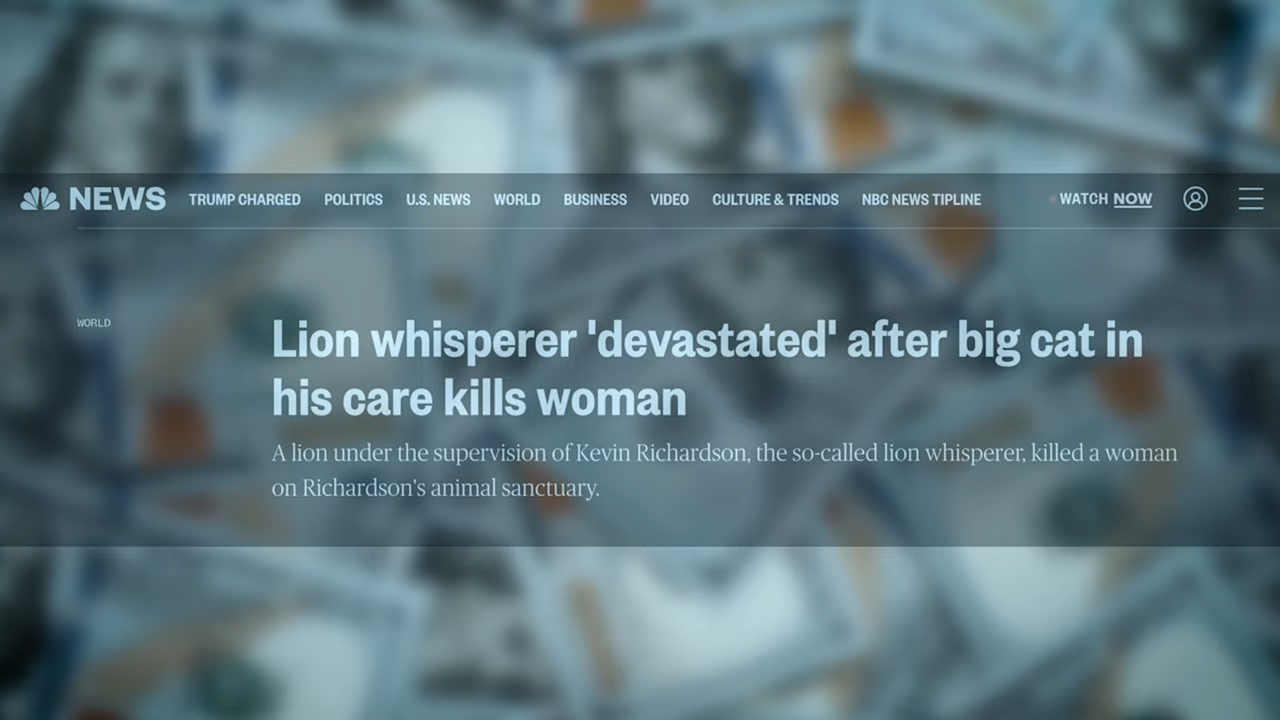 NEWS TRUMP CHARGED POLITICS U.S. NEWS WORLD BUSINESS VIDEO CULTURE & TRENDS NBC NEWS TIPLINE WATCH NOW
WORLD
Lion whisperer 'devastated' after big cat in
his care kills woman
A lion under the supervision of Kevin Richardson, the so-called lion whisperer, killed a woman
on Richardson's animal sanctuary.